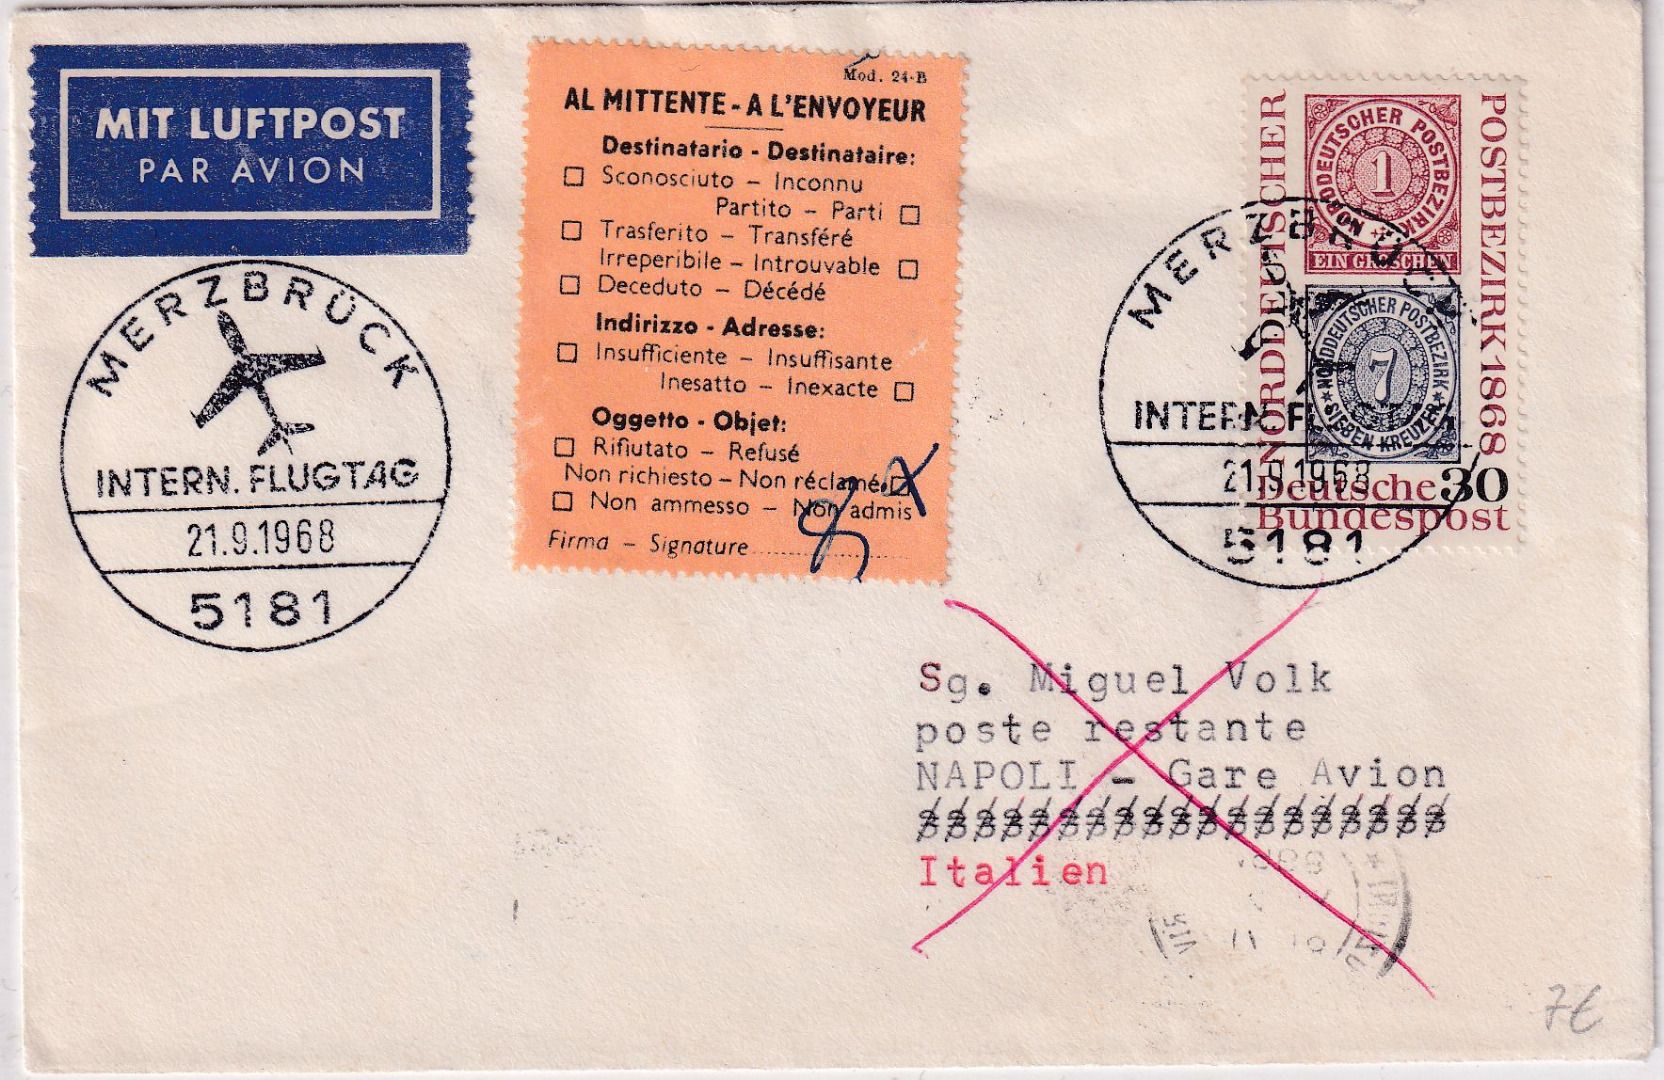 MIT LUFTPOST
PAR AVION
MERZBRÜCK
INTERN. FLUGTAG
21.9.1968
5181
Mod. 24-B
AL MITTENTE - A L'ENVOYEUR
Destinatario - Destinataire:
☐ Sconosciuto - Inconnu
Partito - Parti ☐
☐ Trasferito - Transféré
Irreperibile - Introuvable ☐
☐ Deceduto - Décédé
Indirizzo - Adresse:
☐ Insufficiente - Insuffisante
Inesatto - Inexacte ☐
Oggetto - Objet:
☐ Rifiutato - Refusé
Non richiesto - Non réclamé ☐
☐ Non ammesso - Non admis
Firma - Signature
NORDDEUTSCHER
POSTBEZIRK 1868
NORDDEUTSCHER POSTBEZIRK
1
EIN GROSCHEN
NORDDEUTSCHER POSTBEZIRK
7
SIEBEN KREUZER
Deutsche
Bundespost
30
MERZBRÜCK
INTERN. FLUGTAG
21.9.1968
5181
Sg. Miguel Volk
poste restante
NAPOLI - Gare Avion
Italien
7€